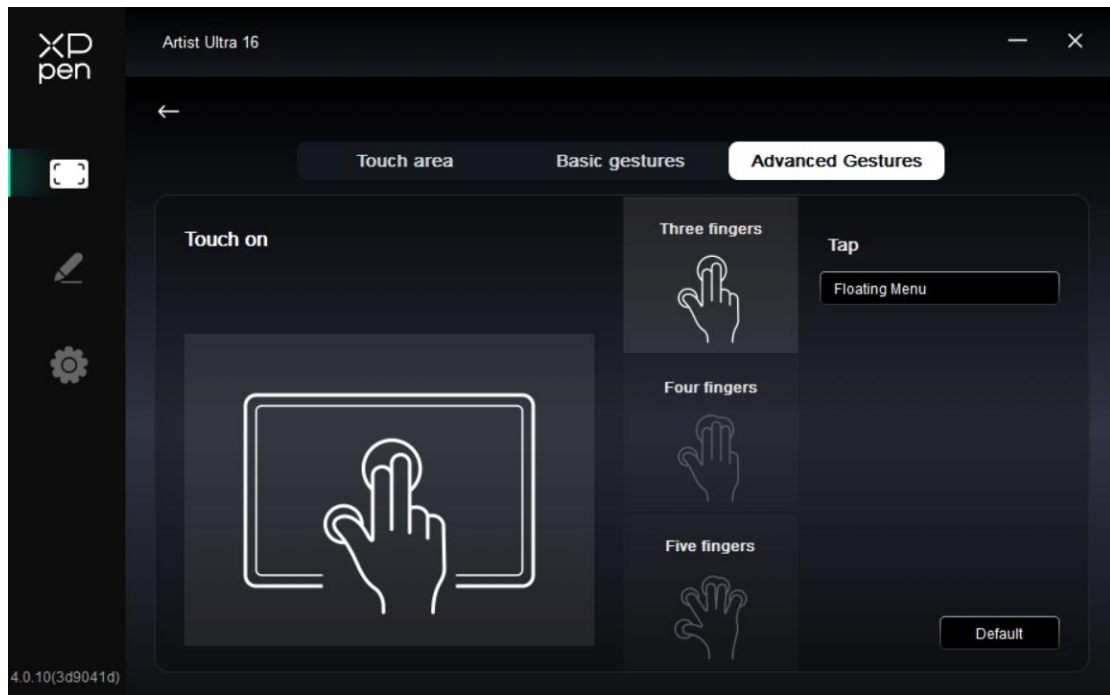 XP
pen
Artist Ultra 16
Touch area
Basic gestures
Advanced Gestures
Touch on
Three fingers
Four fingers
Five fingers
Tap
Floating Menu
Default
4.0.10(3d9041d)